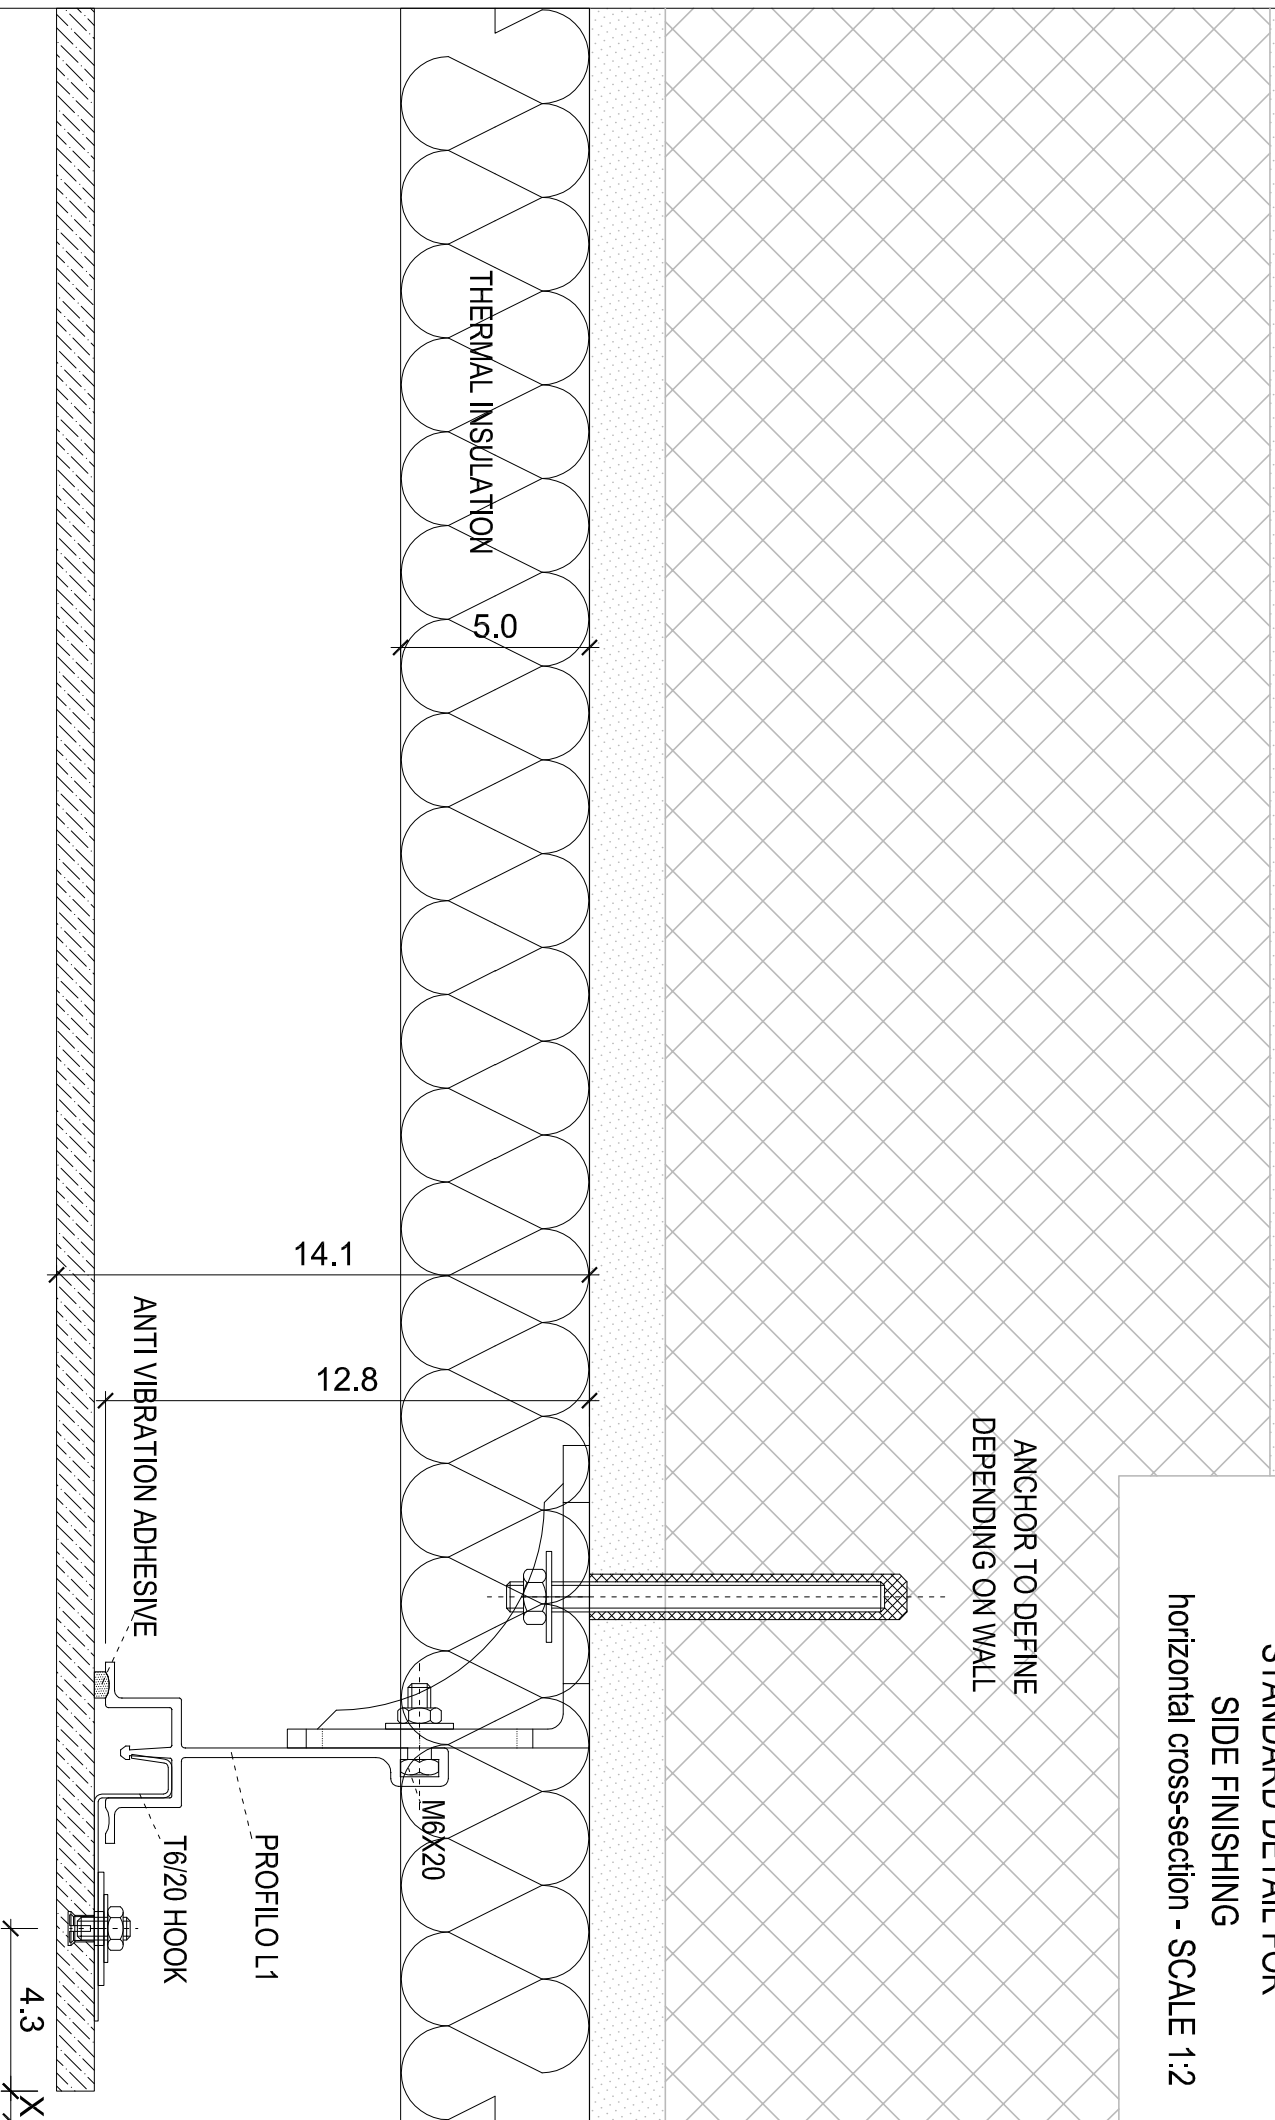 STANDARD DETAIL FOR
SIDE FINISHING
horizontal cross-section - SCALE 1:2
ANCHOR TO DEFINE
DEPENDING ON WALL
THERMAL INSULATION
5.0
14.1
12.8
M6X20
PROFILO L1
T6/20 HOOK
ANTI VIBRATION ADHESIVE
4.3
X